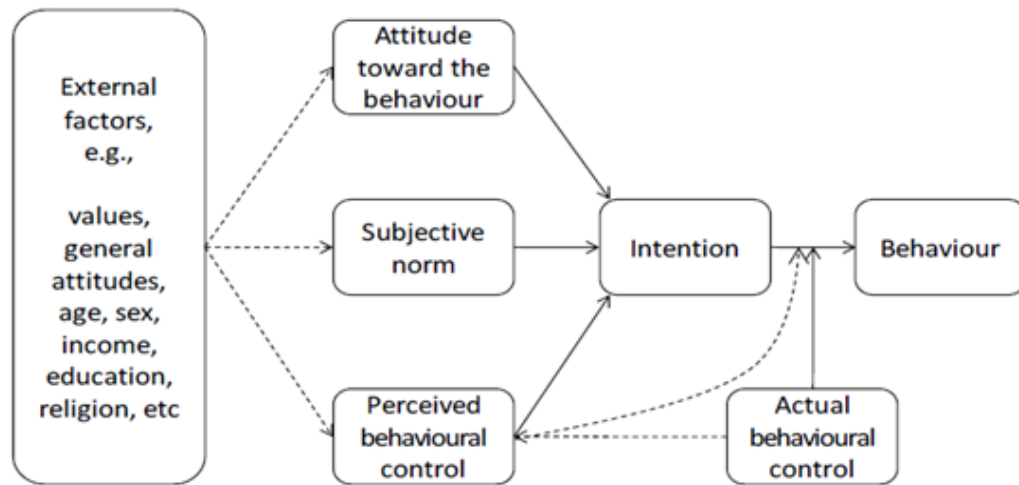 External
factors,
e.g.,
values,
general
attitudes,
age, sex,
income,
education,
religion, etc
Attitude
toward the
behaviour
Subjective
norm
Perceived
behavioural
control
Intention
Behaviour
Actual
behavioural
control